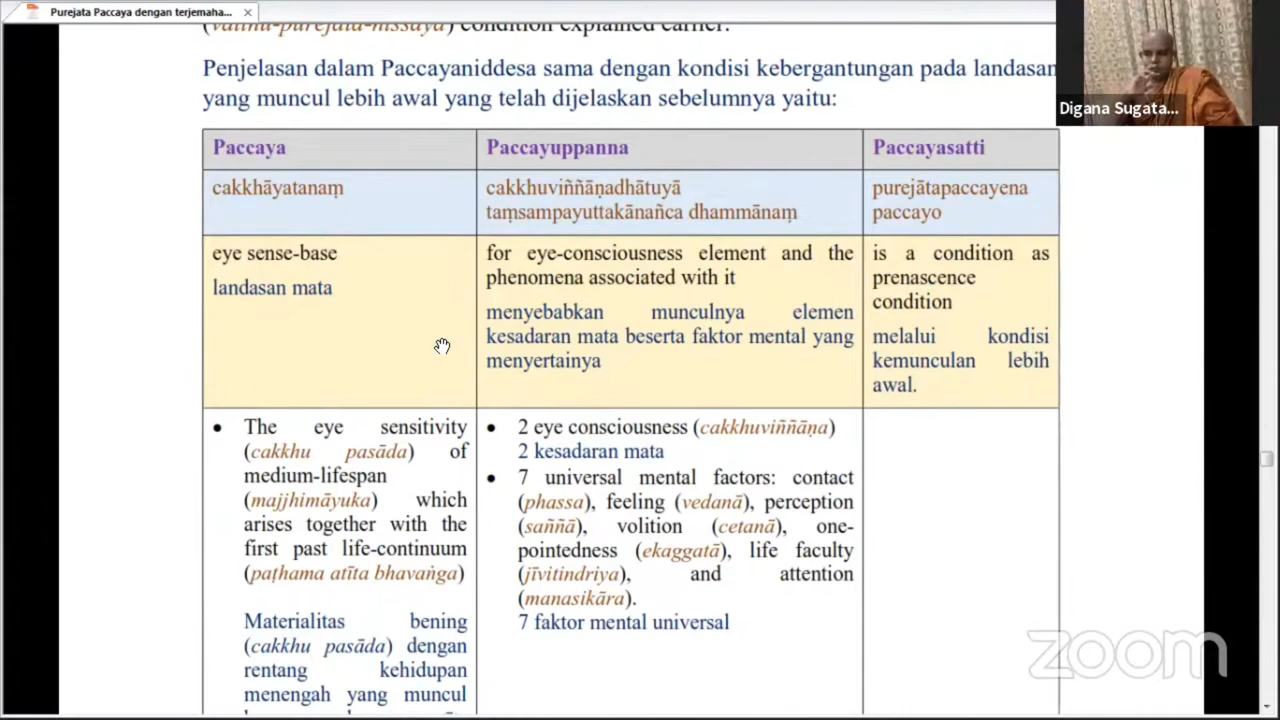 Purejata Paccaya dengan terjemaha...
(vatthu-purejāta-nissaya) condition explained earlier.
Penjelasan dalam Paccayaniddesa sama dengan kondisi kebergantungan pada landasan
yang muncul lebih awal yang telah dijelaskan sebelumnya yaitu:
Digana Sugata...
Paccaya
Paccayuppanna
Paccayasatti
cakkhāyatanaṃ
cakkhuviññāṇadhātuyā
taṃsampayuttakānañca dhammānaṃ
purejātapaccayena
paccayo
eye sense-base
landasan mata
for eye-consciousness element and the
phenomena associated with it
menyebabkan munculnya elemen
kesadaran mata beserta faktor mental yang
menyertainya
is a condition as
prenascence
condition
melalui kondisi
kemunculan lebih
awal.
• The eye sensitivity
(cakkhu pasāda) of
medium-lifespan
(majjhimāyuka) which
arises together with the
first past life-continuum
(paṭhama atīta bhavaṅga)
Materialitas bening
(cakkhu pasāda) dengan
rentang kehidupan
menengah yang muncul
• 2 eye consciousness (cakkhuviññāṇa)
2 kesadaran mata
• 7 universal mental factors: contact
(phassa), feeling (vedanā), perception
(saññā), volition (cetanā), one-
pointedness (ekaggatā), life faculty
(jīvitindriya), and attention
(manasikāra).
7 faktor mental universal
zoom